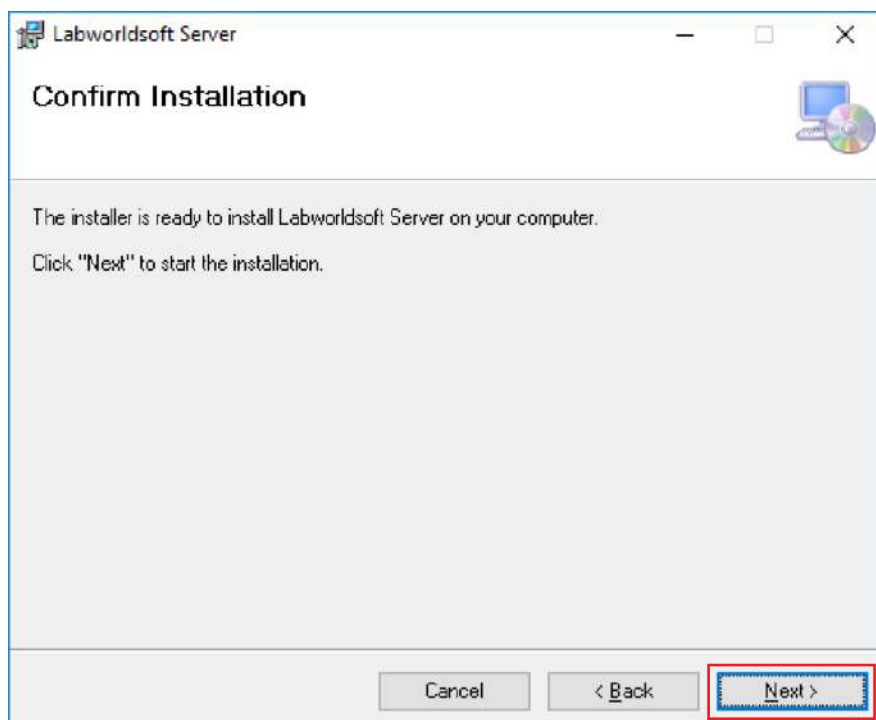 Labworldsoft Server
Confirm Installation
The installer is ready to install Labworldsoft Server on your computer.
Click "Next" to start the installation.
Cancel
< Back
Next >